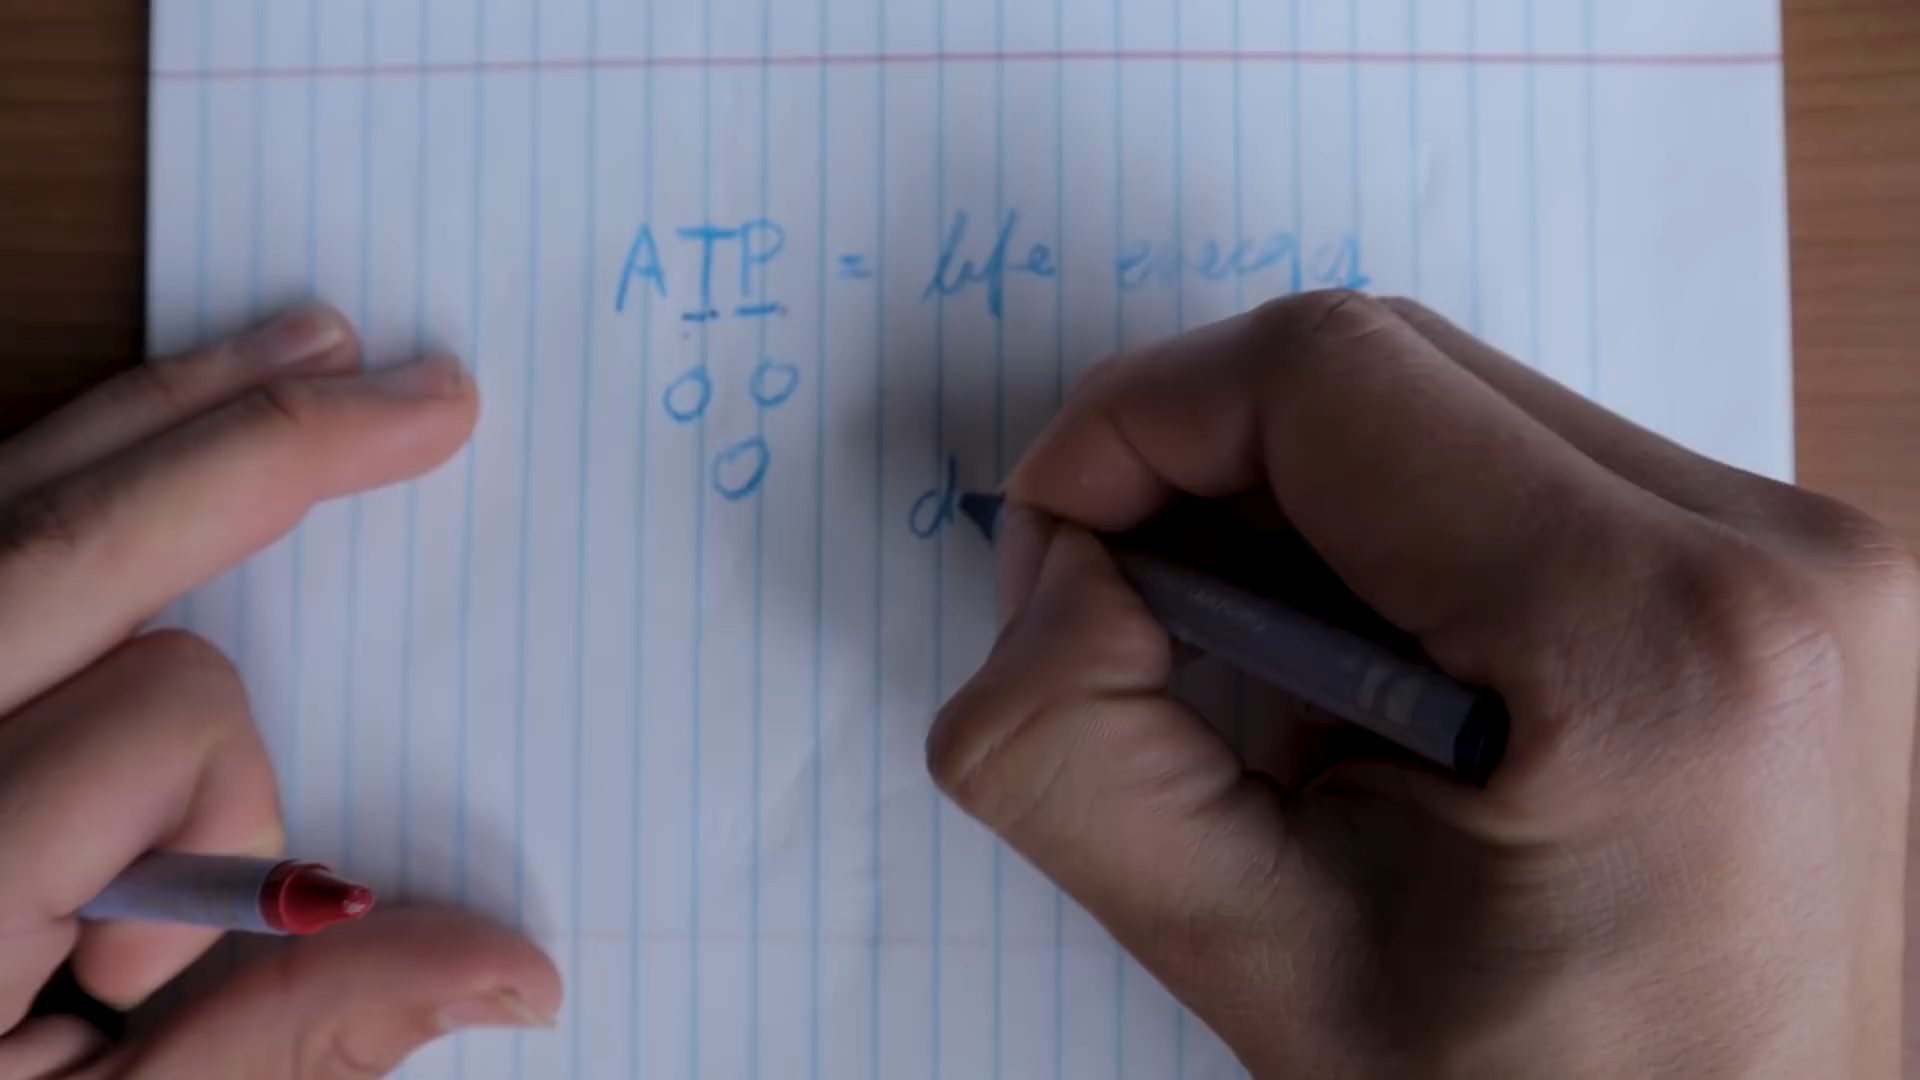 ATP = life energy
O O
O
d